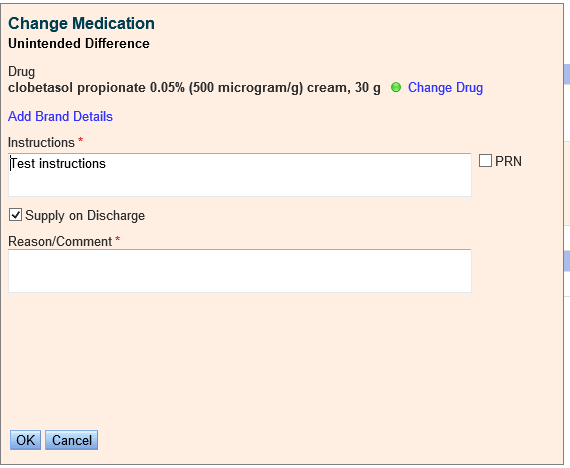 Change Medication
Unintended Difference
Drug
clobetasol propionate 0.05% (500 microgram/g) cream, 30 g Change Drug
Add Brand Details
Instructions *
Test instructions
PRN
Supply on Discharge
Reason/Comment *
OK Cancel